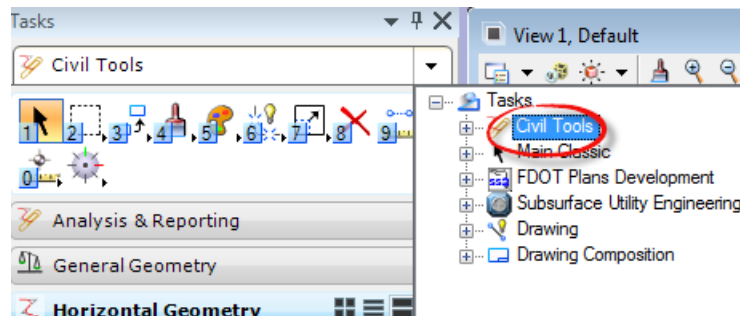 Tasks
Civil Tools
1 2 3 4 5 6 7 8 9
0
Analysis & Reporting
General Geometry
Horizontal Geometry
View 1, Default
Tasks
Civil Tools
Main Classic
FDOT Plans Development
Subsurface Utility Engineering
Drawing
Drawing Composition